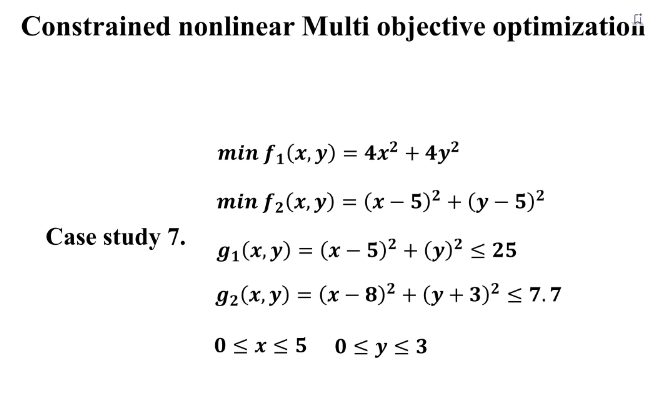 Constrained nonlinear Multi objective optimization
min f₁(x, y) = 4x² + 4y²
min f₂(x, y) = (x − 5)² + (y − 5)²
Case study 7.
g₁(x, y) = (x − 5)² + (y)² ≤ 25
g₂(x, y) = (x − 8)² + (y + 3)² ≤ 7.7
0 ≤ x ≤ 5 0 ≤ y ≤ 3